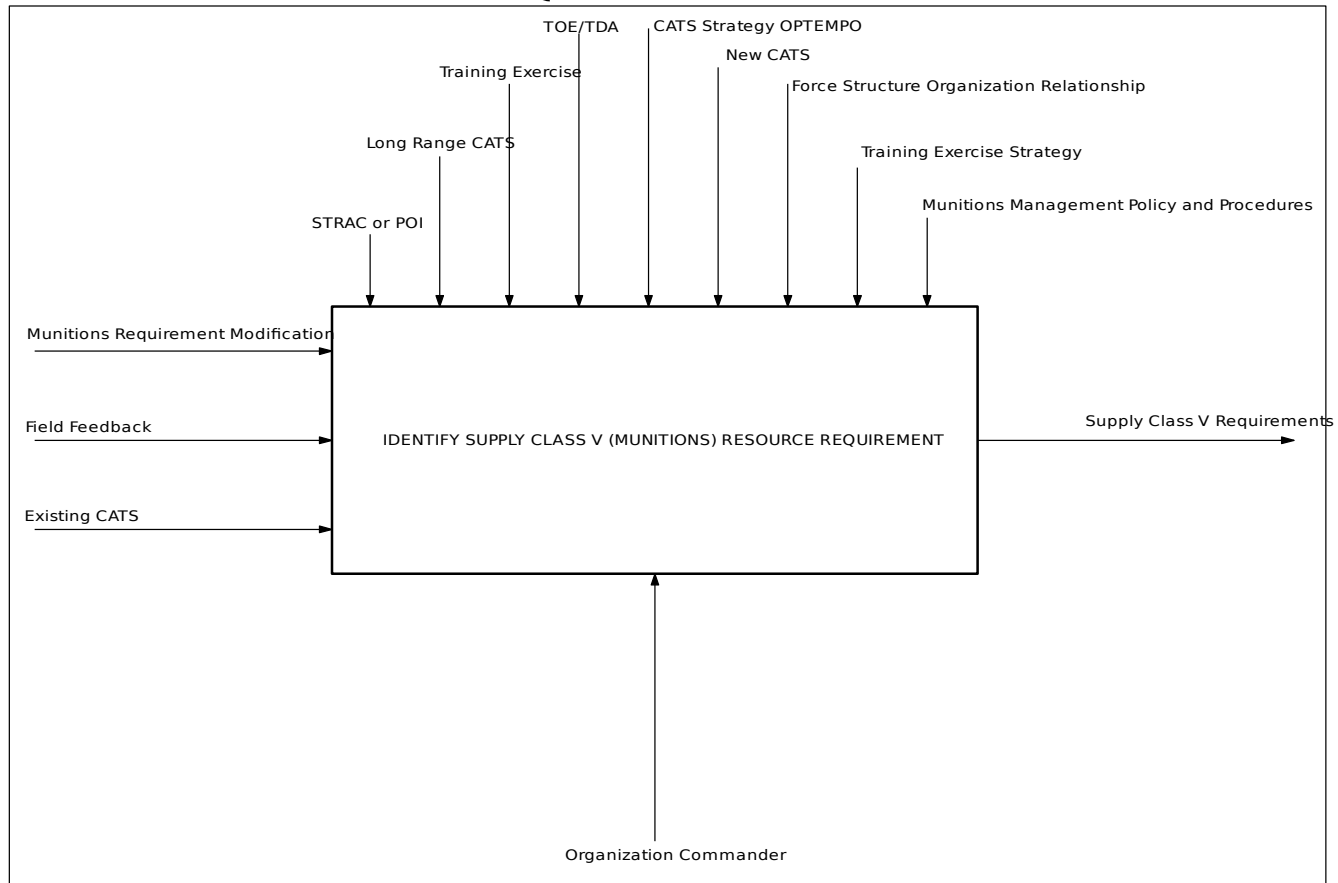 TOE/TDA
CATS Strategy OPTEMPO
New CATS
Training Exercise
Force Structure Organization Relationship
Long Range CATS
Training Exercise Strategy
Munitions Management Policy and Procedures
STRAC or POI
Munitions Requirement Modification
Field Feedback
Supply Class V Requirements
IDENTIFY SUPPLY CLASS V (MUNITIONS) RESOURCE REQUIREMENT
Existing CATS
Organization Commander